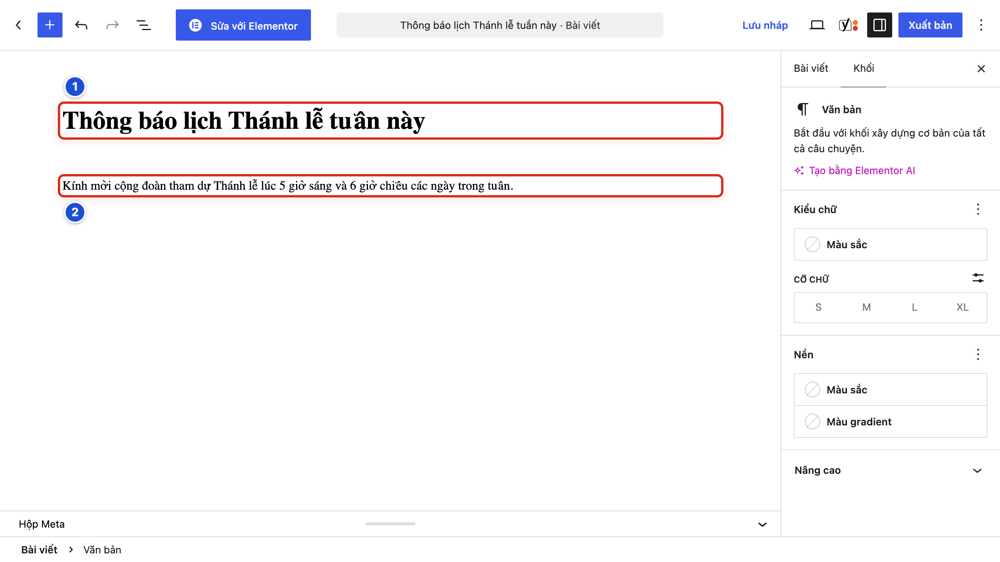 Sửa với Elementor
Thông báo lịch Thánh lễ tuần này · Bài viết
Lưu nháp
Xuất bản
Bài viết
Khối
1
Thông báo lịch Thánh lễ tuần này
Kính mời cộng đoàn tham dự Thánh lễ lúc 5 giờ sáng và 6 giờ chiều các ngày trong tuần.
2
Văn bản
Bắt đầu với khối xây dựng cơ bản của tất
cả câu chuyện.
Tạo bằng Elementor AI
Kiểu chữ
Màu sắc
CỠ CHỮ
S M L XL
Nền
Màu sắc
Màu gradient
Nâng cao
Hộp Meta
Bài viết › Văn bản